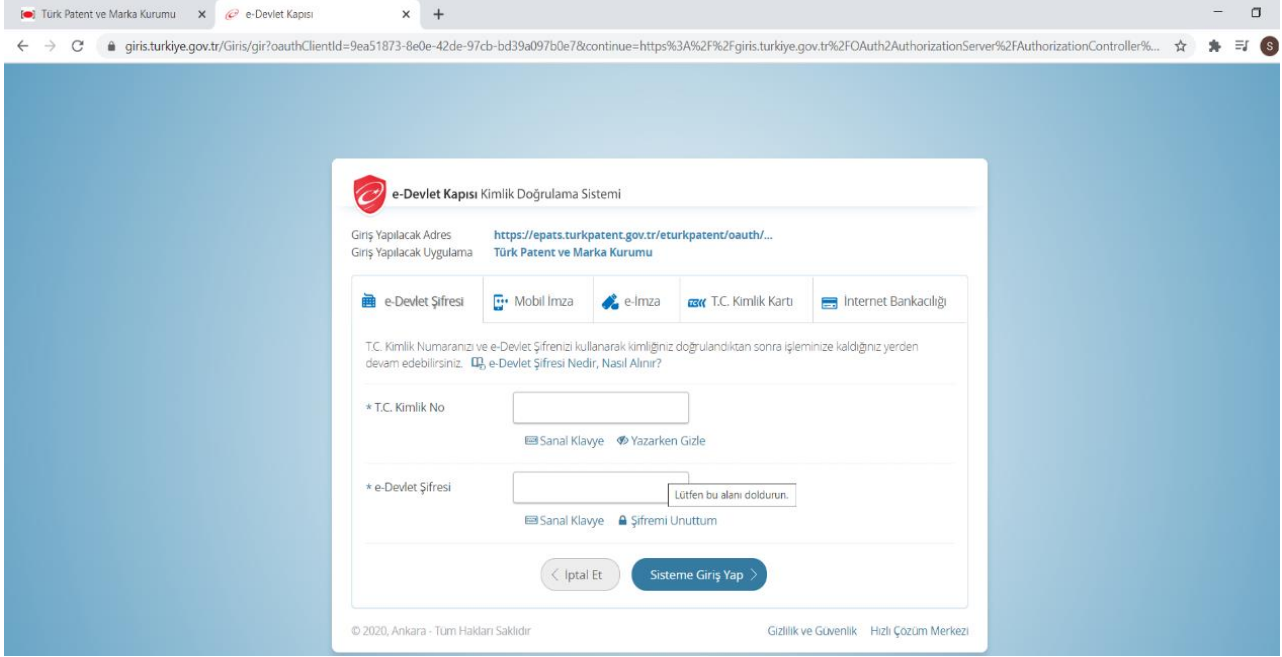 Türk Patent ve Marka Kurumu
e-Devlet Kapısı
giris.turkiye.gov.tr/Giris/gir?oauthClientId=9ea51873-8e0e-42de-97cb-bd39a097b0e7&continue=https%3A%2F%2Fgiris.turkiye.gov.tr%2FOAuth2AuthorizationServer%2FAuthorizationController%...
S
e-Devlet Kapısı Kimlik Doğrulama Sistemi
Giriş Yapılacak Adres https://epats.turkpatent.gov.tr/eturkpatent/oauth/...
Giriş Yapılacak Uygulama Türk Patent ve Marka Kurumu
e-Devlet Şifresi Mobil İmza e-İmza T.C. Kimlik Kartı İnternet Bankacılığı
T.C. Kimlik Numaranızı ve e-Devlet Şifrenizi kullanarak kimliğiniz doğrulandıktan sonra işleminize kaldığınız yerden
devam edebilirsiniz. e-Devlet Şifresi Nedir, Nasıl Alınır?
* T.C. Kimlik No
Sanal Klavye Yazarken Gizle
* e-Devlet Şifresi
Lütfen bu alanı doldurun.
Sanal Klavye Şifremi Unuttum
İptal Et Sisteme Giriş Yap
© 2020, Ankara - Tüm Hakları Saklıdır Gizlilik ve Güvenlik Hızlı Çözüm Merkezi